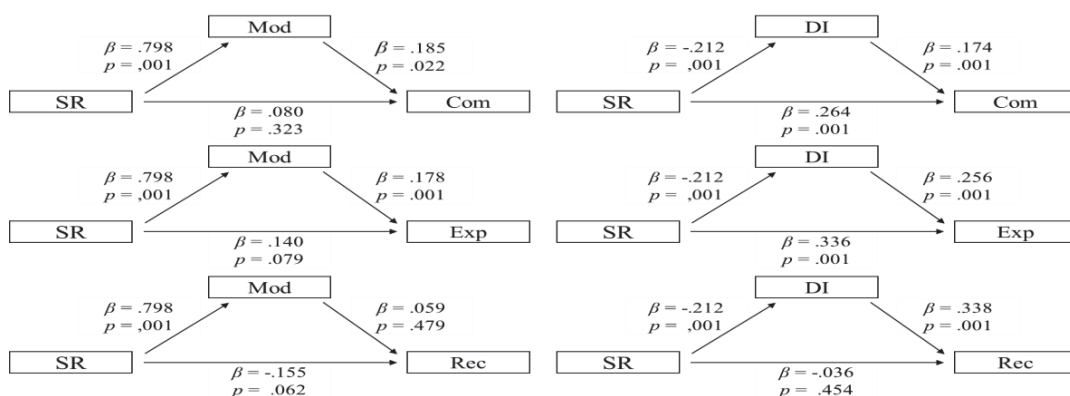 Mod
β = .798
p = ,001
β = .185
p = .022
SR
Com
β = .080
p = .323
DI
β = -.212
p = ,001
β = .174
p = .001
SR
Com
β = .264
p = .001
Mod
β = .798
p = ,001
β = .178
p = .001
SR
Exp
β = .140
p = .079
DI
β = -.212
p = ,001
β = .256
p = .001
SR
Exp
β = .336
p = .001
Mod
β = .798
p = ,001
β = .059
p = .479
SR
Rec
β = -.155
p = .062
DI
β = -.212
p = ,001
β = .338
p = .001
SR
Rec
β = -.036
p = .454